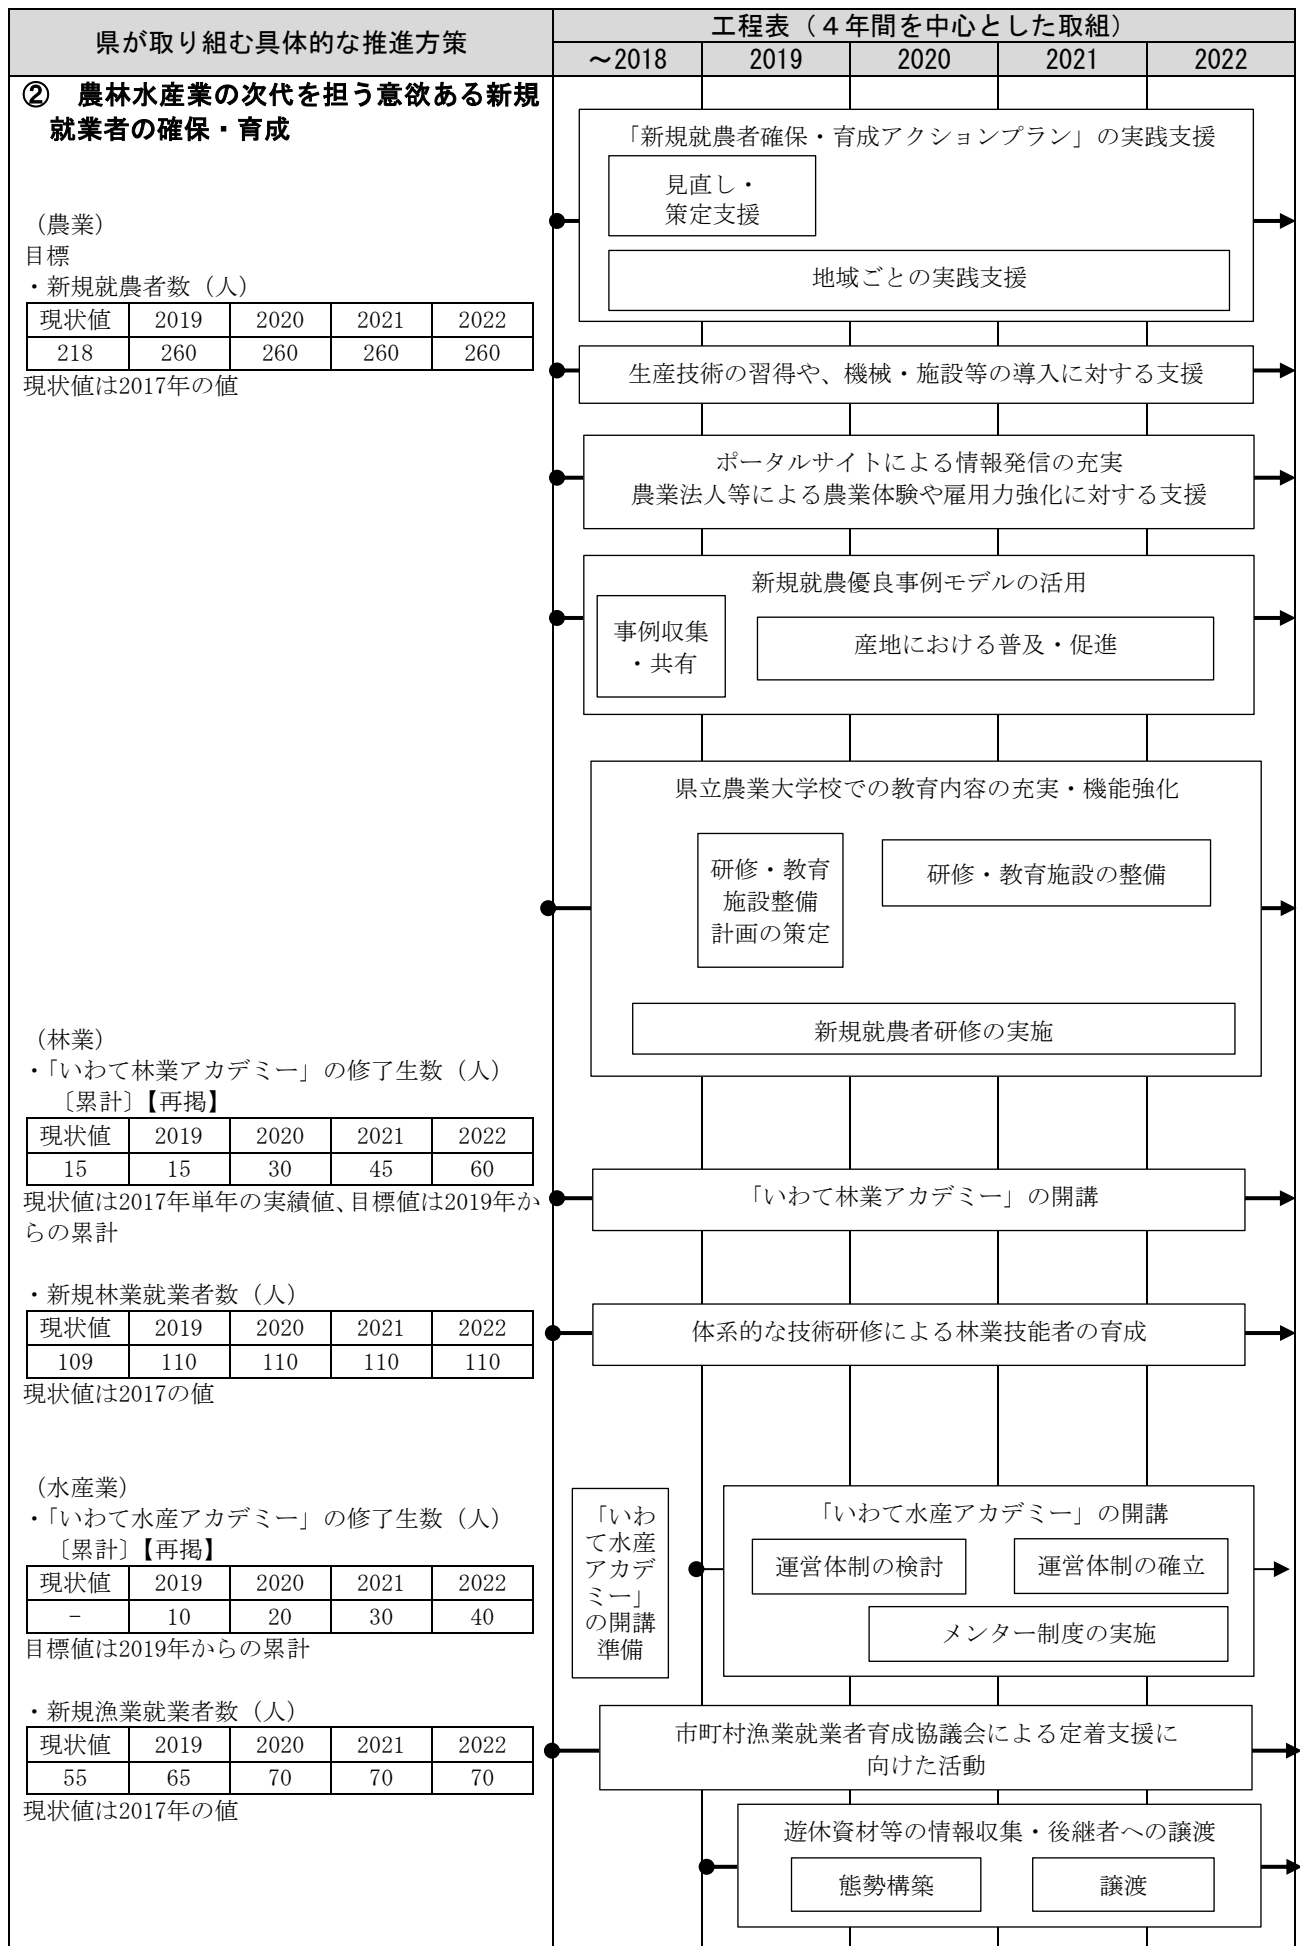 県が取り組む具体的な推進方策
工程表（４年間を中心とした取組）
～2018 2019 2020 2021 2022
②　農林水産業の次代を担う意欲ある新規
就業者の確保・育成
（農業）
目標
・新規就農者数（人）
現状値 2019 2020 2021 2022
218 260 260 260 260
現状値は2017年の値
「新規就農者確保・育成アクションプラン」の実践支援
見直し・
策定支援
地域ごとの実践支援
生産技術の習得や、機械・施設等の導入に対する支援
ポータルサイトによる情報発信の充実
農業法人等による農業体験や雇用力強化に対する支援
新規就農優良事例モデルの活用
事例収集
・共有
産地における普及・促進
県立農業大学校での教育内容の充実・機能強化
研修・教育
施設整備
計画の策定
研修・教育施設の整備
新規就農者研修の実施
（林業）
・「いわて林業アカデミー」の修了生数（人）
〔累計〕【再掲】
現状値 2019 2020 2021 2022
15 15 30 45 60
現状値は2017年単年の実績値、目標値は2019年か
らの累計
「いわて林業アカデミー」の開講
・新規林業就業者数（人）
現状値 2019 2020 2021 2022
109 110 110 110 110
現状値は2017の値
体系的な技術研修による林業技能者の育成
（水産業）
・「いわて水産アカデミー」の修了生数（人）
〔累計〕【再掲】
現状値 2019 2020 2021 2022
－ 10 20 30 40
目標値は2019年からの累計
「いわ
て水産
アカデ
ミー」
の開講
準備
「いわて水産アカデミー」の開講
運営体制の検討
運営体制の確立
メンター制度の実施
・新規漁業就業者数（人）
現状値 2019 2020 2021 2022
55 65 70 70 70
現状値は2017年の値
市町村漁業就業者育成協議会による定着支援に
向けた活動
遊休資材等の情報収集・後継者への譲渡
態勢構築
譲渡